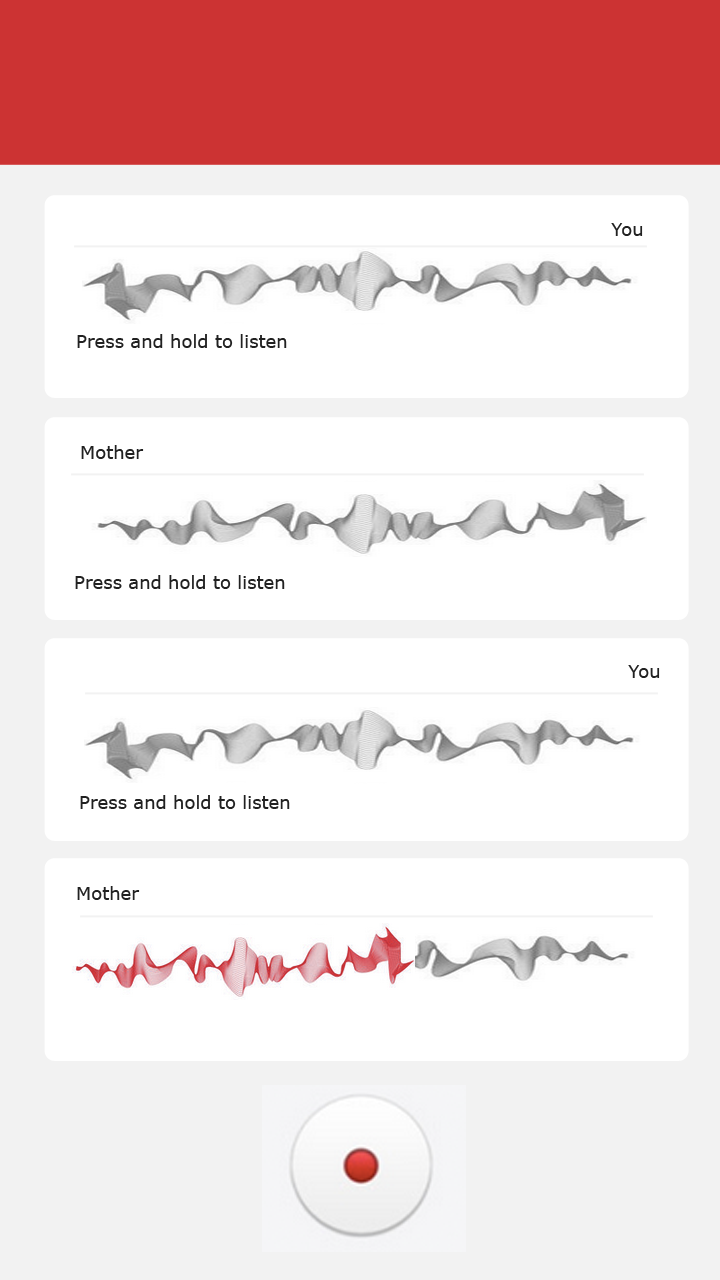 You
Press and hold to listen
Mother
Press and hold to listen
You
Press and hold to listen
Mother